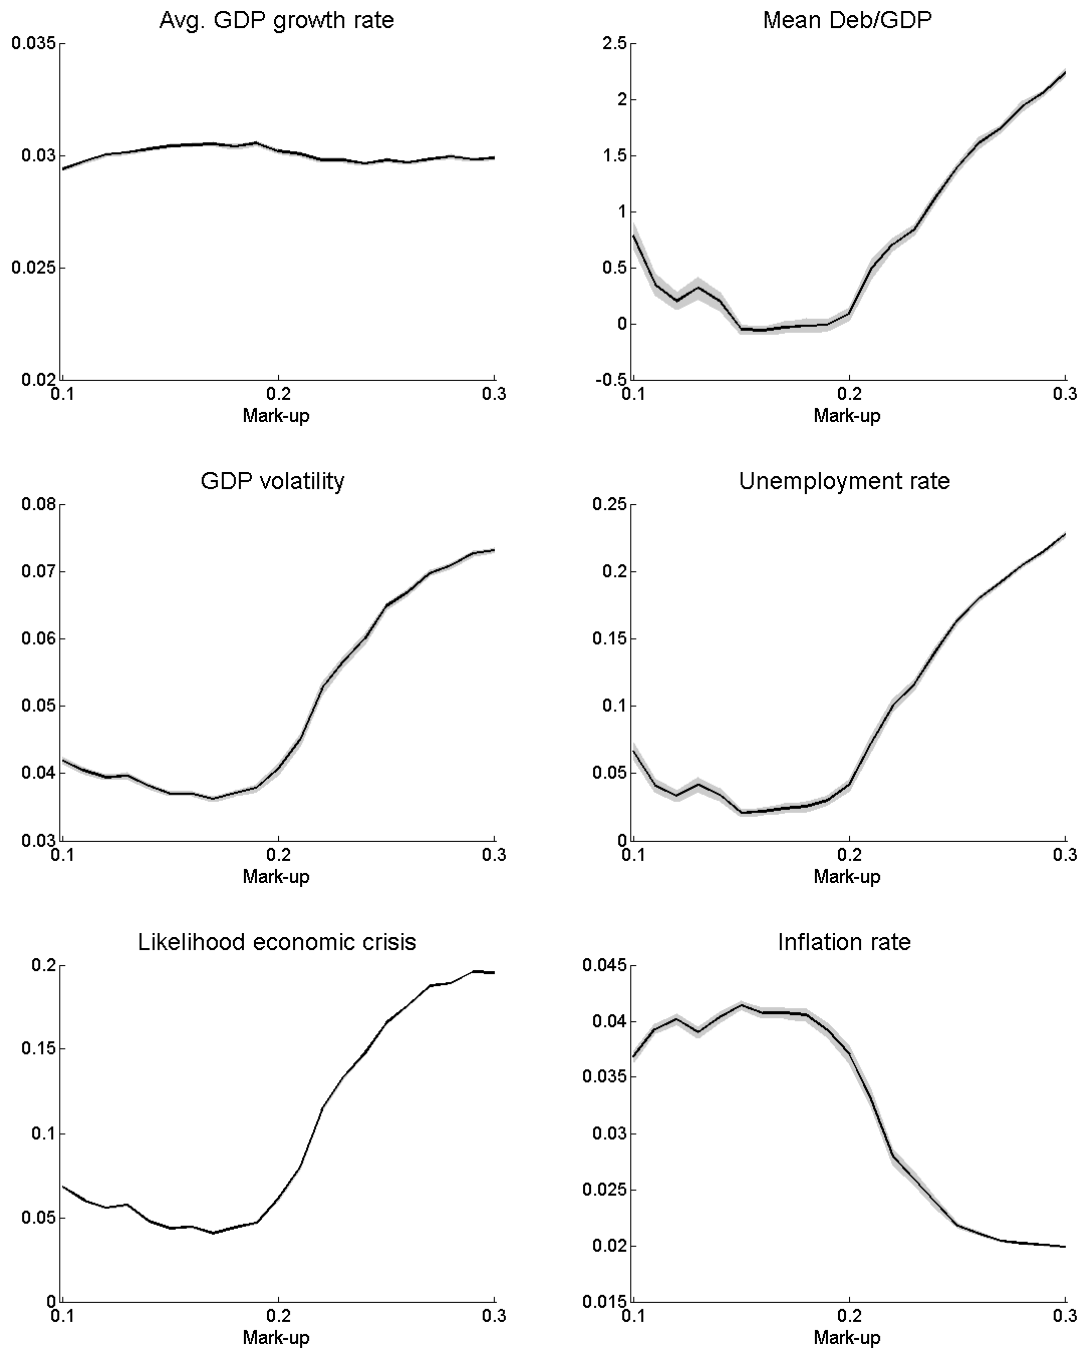 Avg. GDP growth rate
0.035
0.03
0.025
0.02
0.1 0.2 0.3
Mark-up
Mean Deb/GDP
2.5
2
1.5
1
0.5
0
-0.5
0.1 0.2 0.3
Mark-up
GDP volatility
0.08
0.07
0.06
0.05
0.04
0.03
0.1 0.2 0.3
Mark-up
Unemployment rate
0.25
0.2
0.15
0.1
0.05
0
0.1 0.2 0.3
Mark-up
Likelihood economic crisis
0.2
0.15
0.1
0.05
0
0.1 0.2 0.3
Mark-up
Inflation rate
0.045
0.04
0.035
0.03
0.025
0.02
0.015
0.1 0.2 0.3
Mark-up